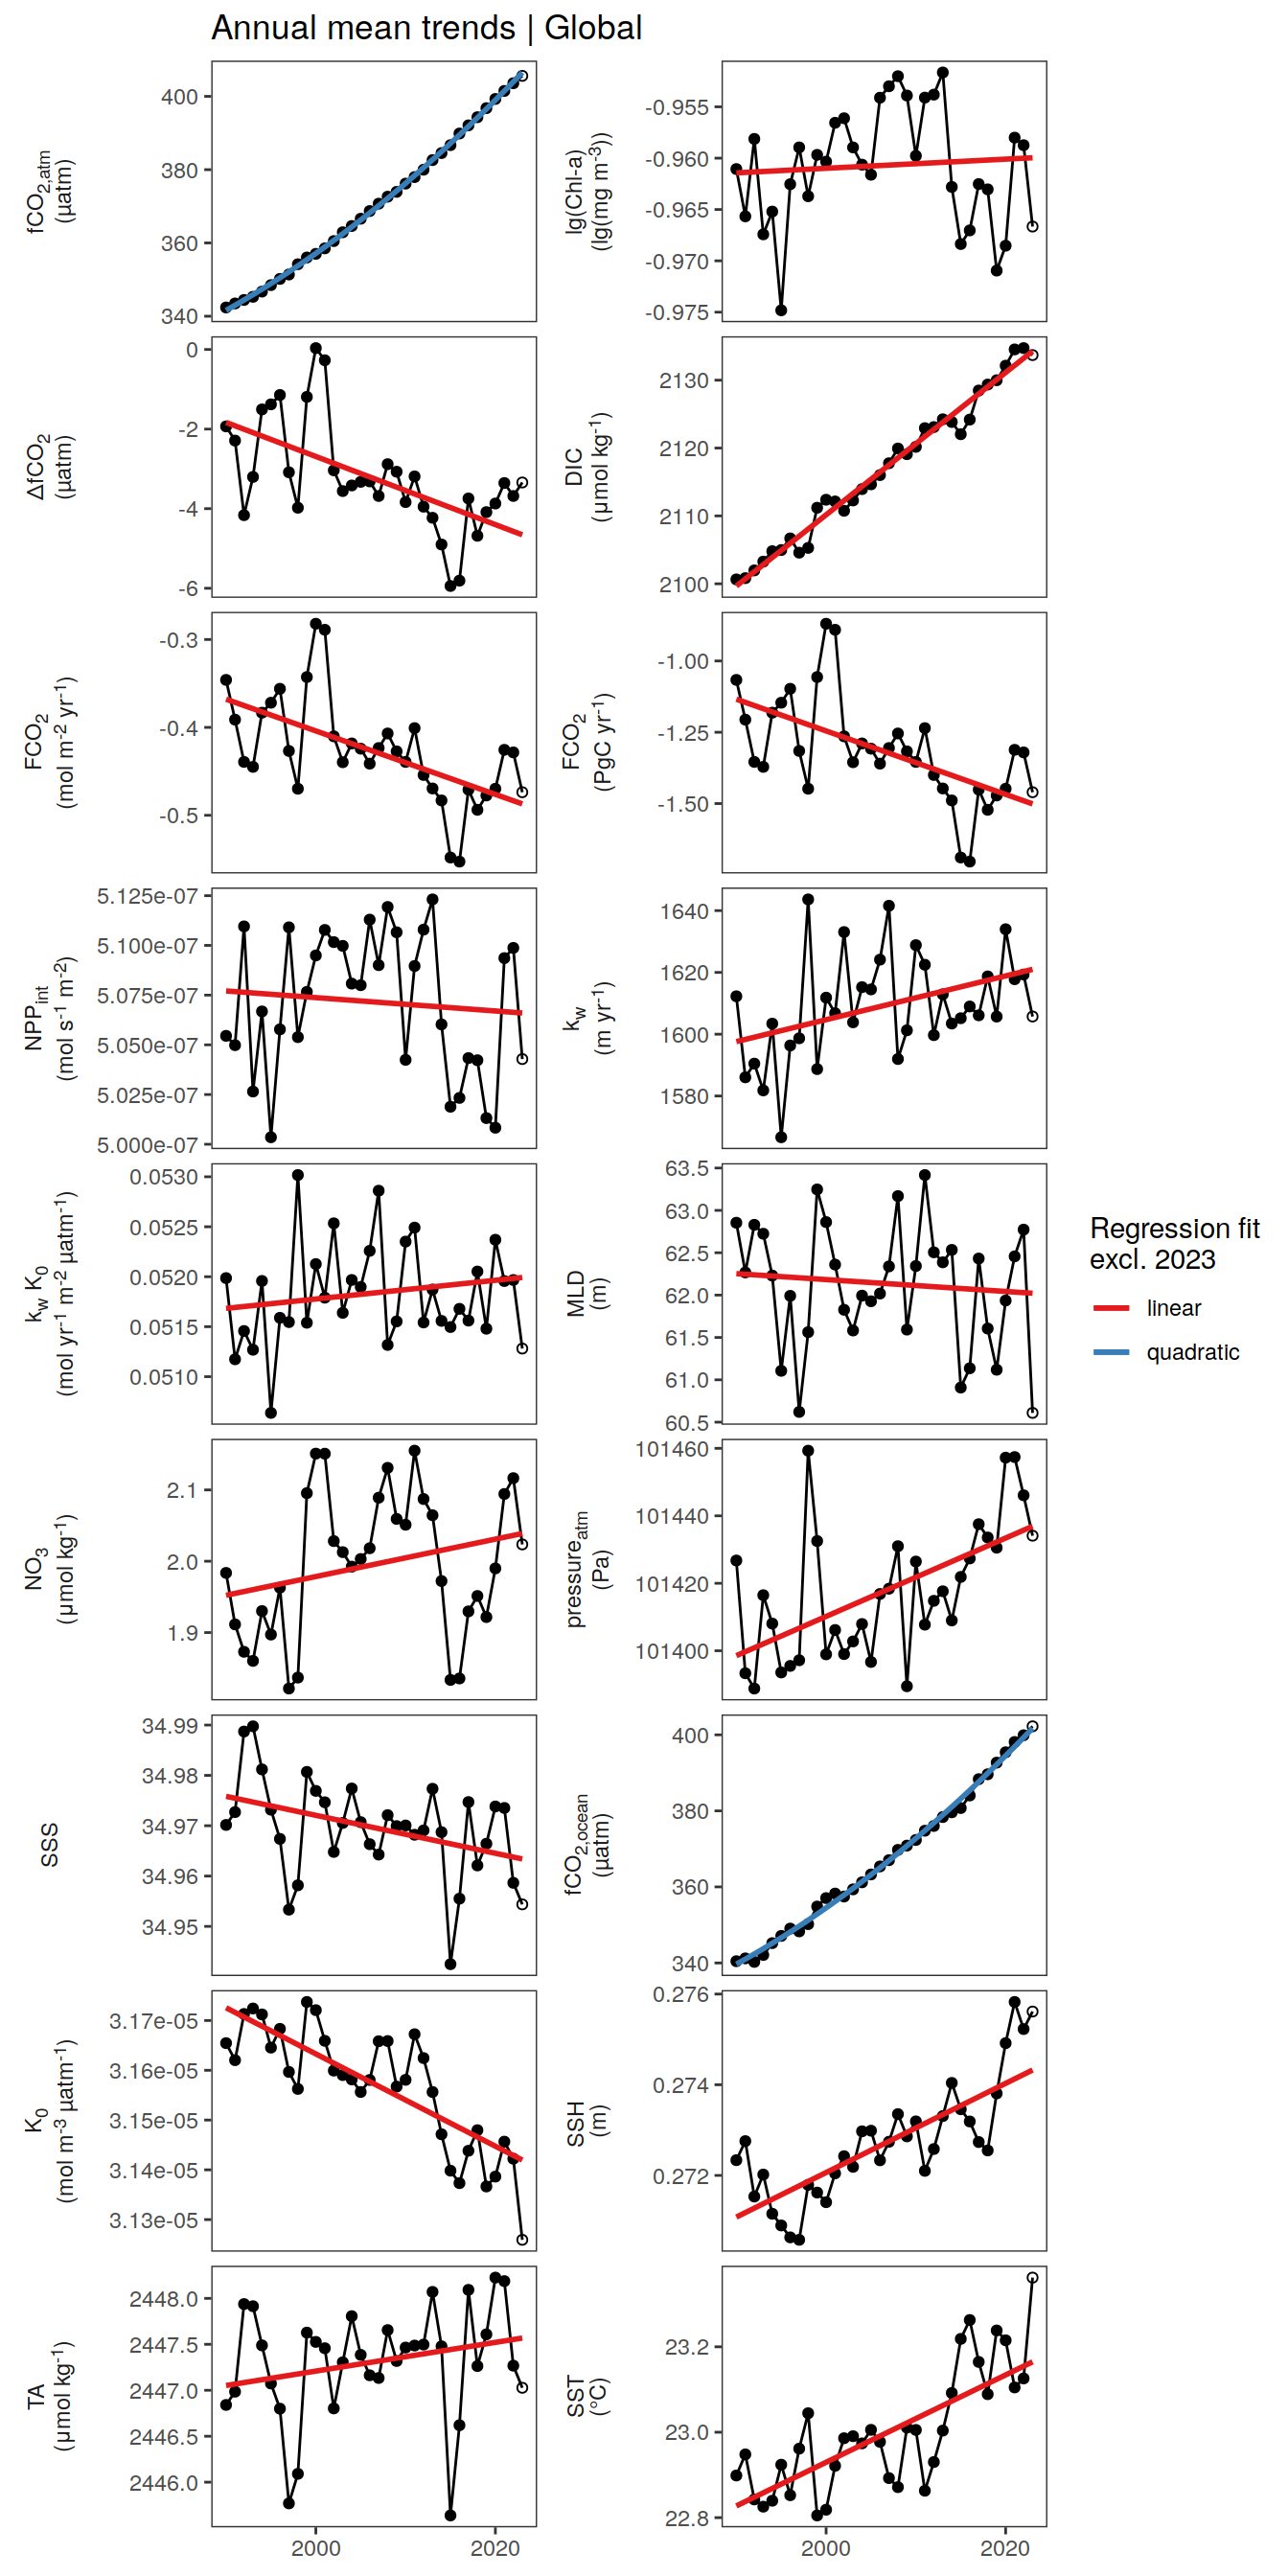 Annual mean trends | Global
fCO2,atm
(µatm)
400
380
360
340
lg(Chl-a)
(lg(mg m-3))
-0.955
-0.960
-0.965
-0.970
-0.975
ΔfCO2
(µatm)
0
-2
-4
-6
DIC
(µmol kg-1)
2130
2120
2110
2100
FCO2
(mol m-2 yr-1)
-0.3
-0.4
-0.5
FCO2
(PgC yr-1)
-1.00
-1.25
-1.50
NPPint
(mol s-1 m-2)
5.125e-07
5.100e-07
5.075e-07
5.050e-07
5.025e-07
5.000e-07
kw
(m yr-1)
1640
1620
1600
1580
kw K0
(mol yr-1 m-2 µatm-1)
0.0530
0.0525
0.0520
0.0515
0.0510
MLD
(m)
63.5
63.0
62.5
62.0
61.5
61.0
60.5
Regression fit
excl. 2023
linear
quadratic
NO3
(µmol kg-1)
2.1
2.0
1.9
pressureatm
(Pa)
101460
101440
101420
101400
SSS
34.99
34.98
34.97
34.96
34.95
fCO2,ocean
(µatm)
400
380
360
340
K0
(mol m-3 µatm-1)
3.17e-05
3.16e-05
3.15e-05
3.14e-05
3.13e-05
SSH
(m)
0.276
0.274
0.272
TA
(µmol kg-1)
2448.0
2447.5
2447.0
2446.5
2446.0
SST
(°C)
23.2
23.0
22.8
2000 2020
2000 2020